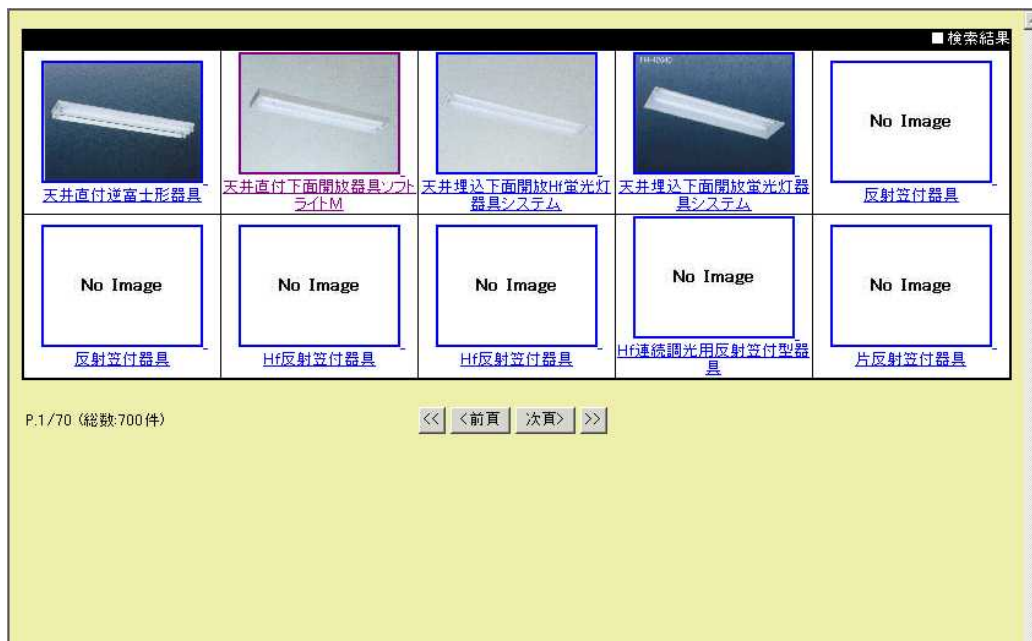 ■検索結果
天井直付逆富士形器具
天井直付下面開放器具ソフト
ライトM
天井埋込下面開放Hf蛍光灯
器具システム
天井埋込下面開放蛍光灯器
具システム
No Image
反射笠付器具
No Image
反射笠付器具
No Image
Hf反射笠付器具
No Image
Hf反射笠付器具
No Image
Hf連続調光用反射笠付型器
具
No Image
片反射笠付器具
P.1/70 (総数:700件)
<< <前頁 次頁> >>